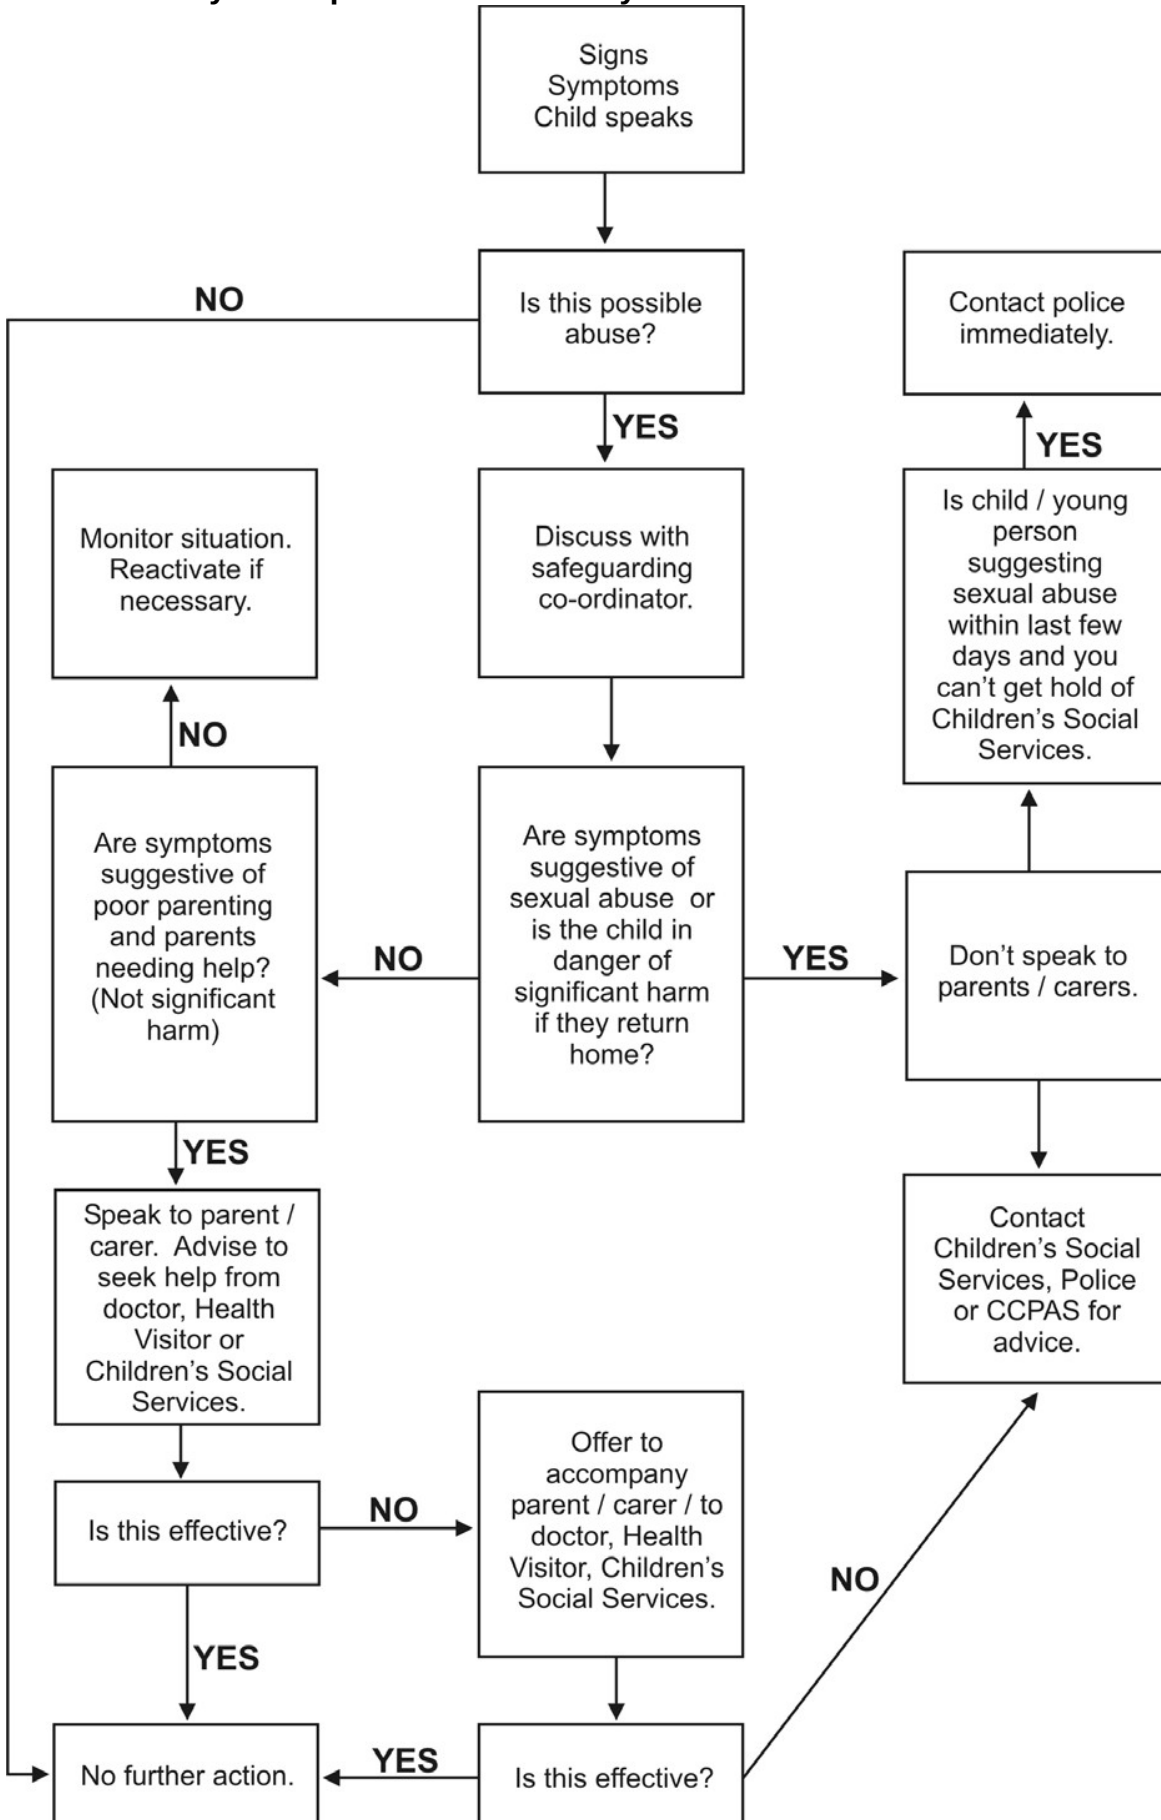 Signs
Symptoms
Child speaks
NO
Is this possible
abuse?
Contact police
immediately.
YES
YES
Monitor situation.
Reactivate if
necessary.
Discuss with
safeguarding
co-ordinator.
Is child / young
person
suggesting
sexual abuse
within last few
days and you
can’t get hold of
Children’s Social
Services.
NO
Are symptoms
suggestive of
poor parenting
and parents
needing help?
(Not significant
harm)
NO
Are symptoms
suggestive of
sexual abuse or
is the child in
danger of
significant harm
if they return
home?
YES
Don’t speak to
parents / carers.
YES
Speak to parent /
carer. Advise to
seek help from
doctor, Health
Visitor or
Children’s Social
Services.
Contact
Children’s Social
Services, Police
or CCPAS for
advice.
Is this effective?
NO
Offer to
accompany
parent / carer / to
doctor, Health
Visitor, Children’s
Social Services.
NO
YES
No further action.
YES
Is this effective?